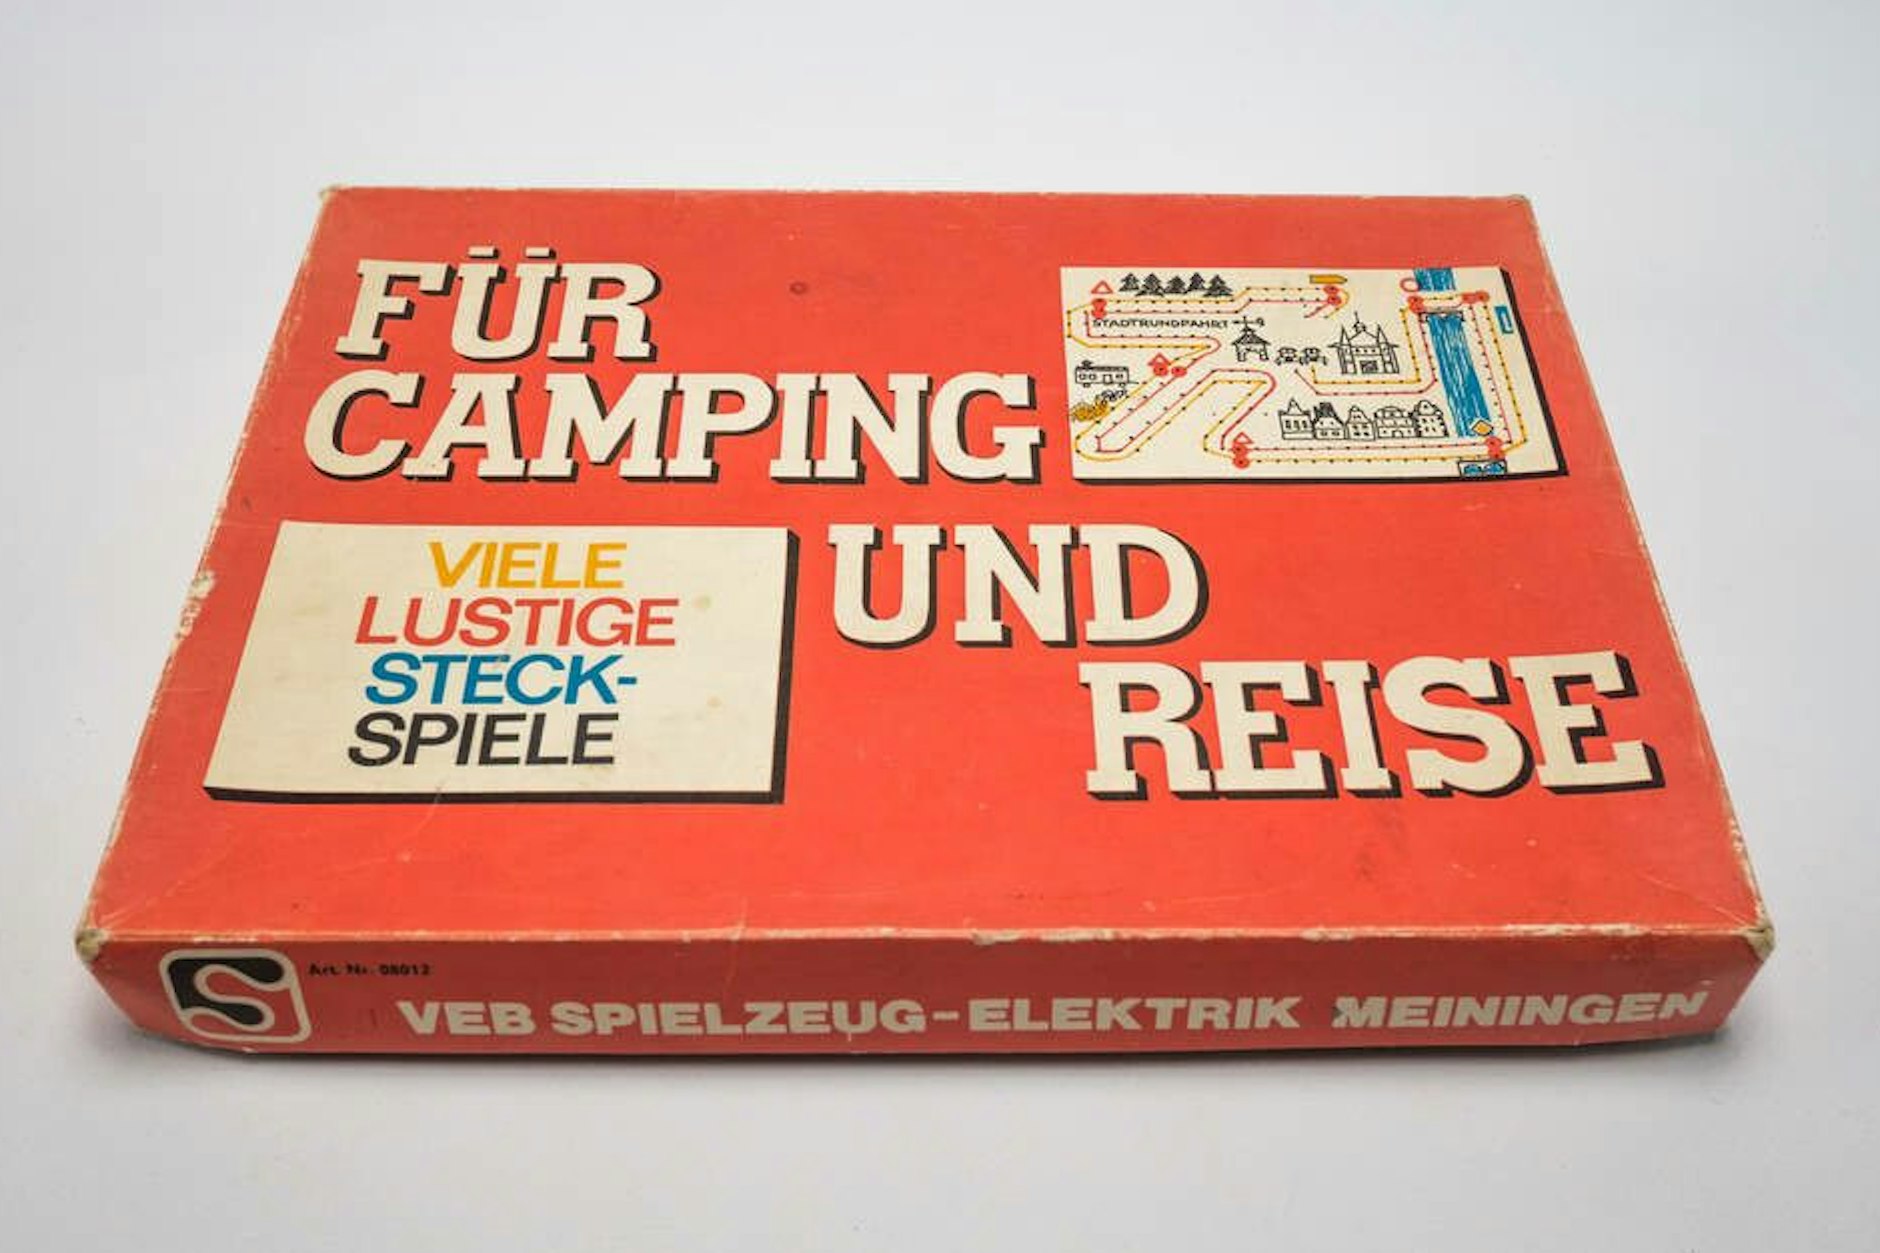 FÜR
CAMPING
STADTRUNDFAHRT
VIELE
LUSTIGE
STECK-
SPIELE
UND
REISE
S
Art. Nr. 08012
VEB SPIELZEUG-ELEKTRIK MEININGEN